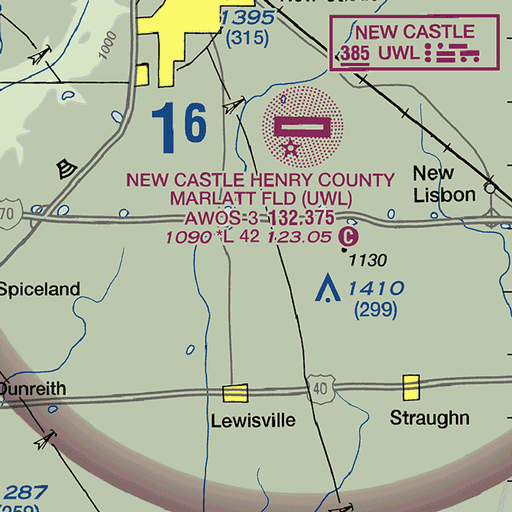 1395
(315)
NEW CASTLE
385 UWL
1000
16
NEW CASTLE HENRY COUNTY
MARLATT FLD (UWL)
AWOS-3 132.375
1090 *L 42 123.05 C
New
Lisbon
70
1130
1410
(299)
Spiceland
Dunreith
40
Lewisville
Straughn
287
(259)